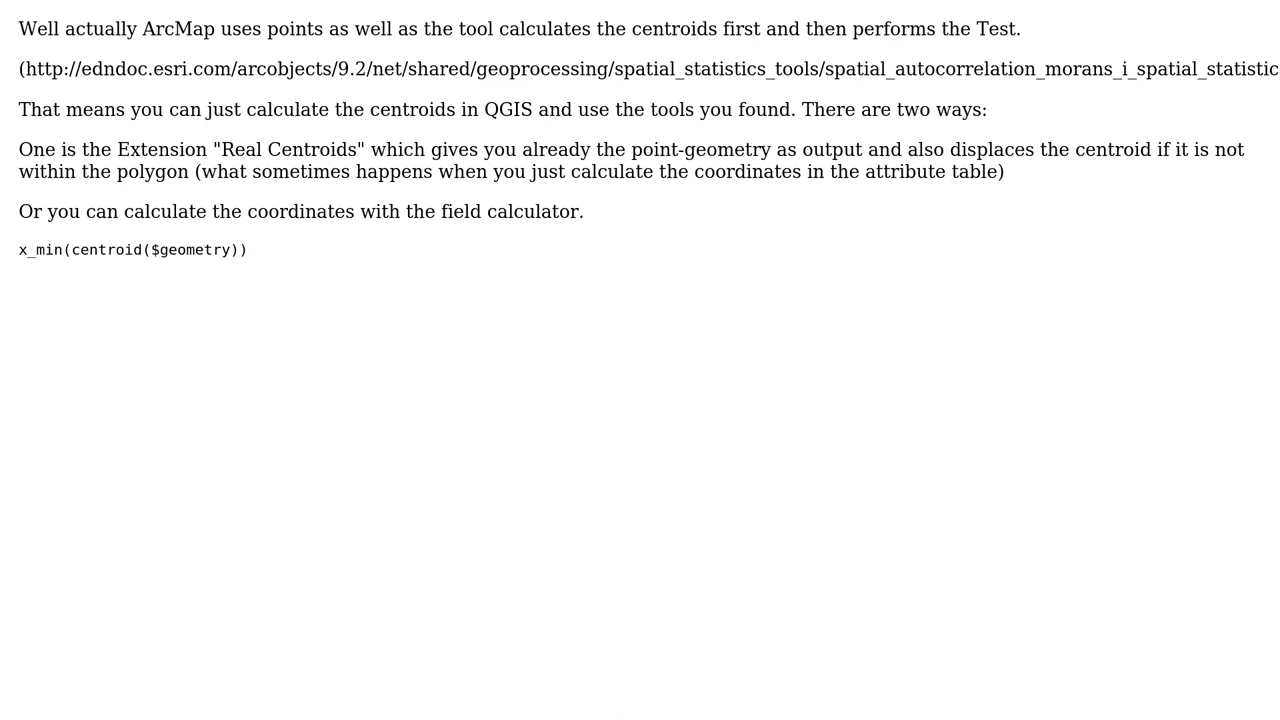 Well actually ArcMap uses points as well as the tool calculates the centroids first and then performs the Test.
(http://edndoc.esri.com/arcobjects/9.2/net/shared/geoprocessing/spatial_statistics_tools/spatial_autocorrelation_morans_i_spatial_statistic
That means you can just calculate the centroids in QGIS and use the tools you found. There are two ways:
One is the Extension "Real Centroids" which gives you already the point-geometry as output and also displaces the centroid if it is not
within the polygon (what sometimes happens when you just calculate the coordinates in the attribute table)
Or you can calculate the coordinates with the field calculator.
x_min(centroid($geometry))